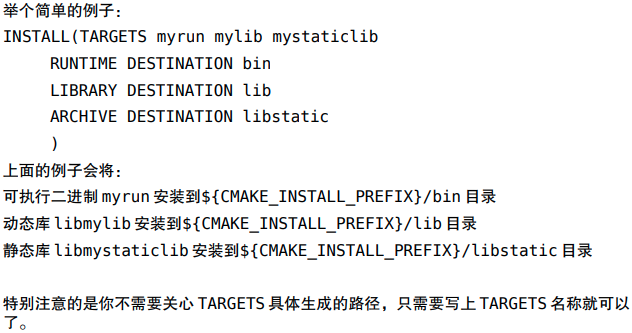 举个简单的例子：
INSTALL(TARGETS myrun mylib mystaticlib
RUNTIME DESTINATION bin
LIBRARY DESTINATION lib
ARCHIVE DESTINATION libstatic
)
上面的例子会将：
可执行二进制 myrun 安装到${CMAKE_INSTALL_PREFIX}/bin 目录
动态库 libmylib 安装到${CMAKE_INSTALL_PREFIX}/lib 目录
静态库 libmystaticlib 安装到${CMAKE_INSTALL_PREFIX}/libstatic 目录
特别注意的是你不需要关心 TARGETS 具体生成的路径，只需要写上 TARGETS 名称就可以
了。